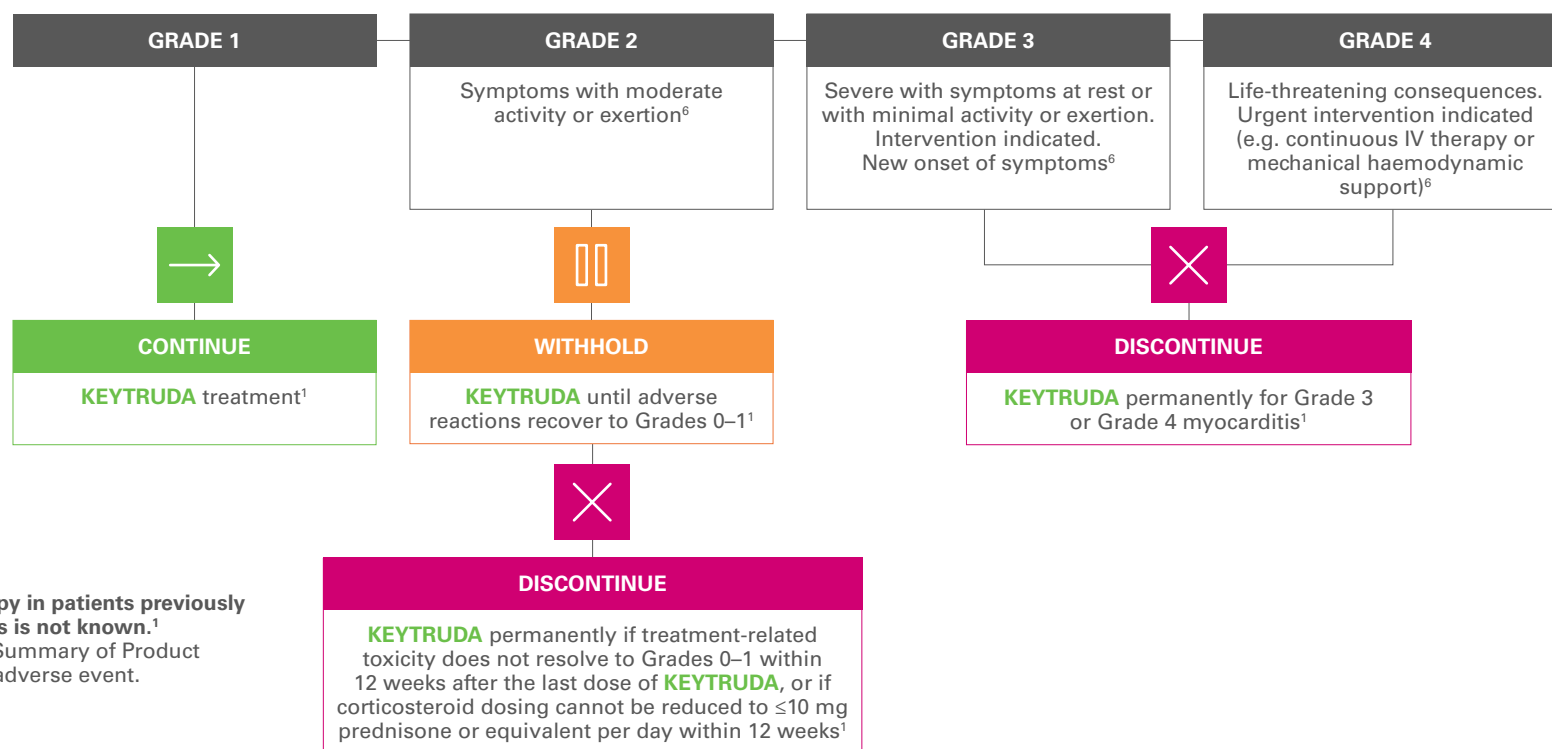 GRADE 1
GRADE 2
Symptoms with moderate
activity or exertion⁶
GRADE 3
Severe with symptoms at rest or
with minimal activity or exertion.
Intervention indicated.
New onset of symptoms⁶
GRADE 4
Life-threatening consequences.
Urgent intervention indicated
(e.g. continuous IV therapy or
mechanical haemodynamic
support)⁶
CONTINUE
KEYTRUDA treatment¹
WITHHOLD
KEYTRUDA until adverse
reactions recover to Grades 0–1¹
DISCONTINUE
KEYTRUDA permanently for Grade 3
or Grade 4 myocarditis¹
DISCONTINUE
KEYTRUDA permanently if treatment-related
toxicity does not resolve to Grades 0–1 within
12 weeks after the last dose of KEYTRUDA, or if
corticosteroid dosing cannot be reduced to ≤10 mg
prednisone or equivalent per day within 12 weeks¹
py in patients previously
s is not known.¹
Summary of Product
adverse event.